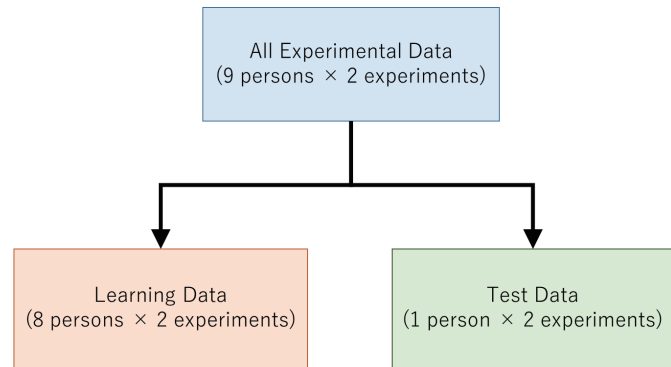 All Experimental Data
(9 persons × 2 experiments)
Learning Data
(8 persons × 2 experiments)
Test Data
(1 person × 2 experiments)